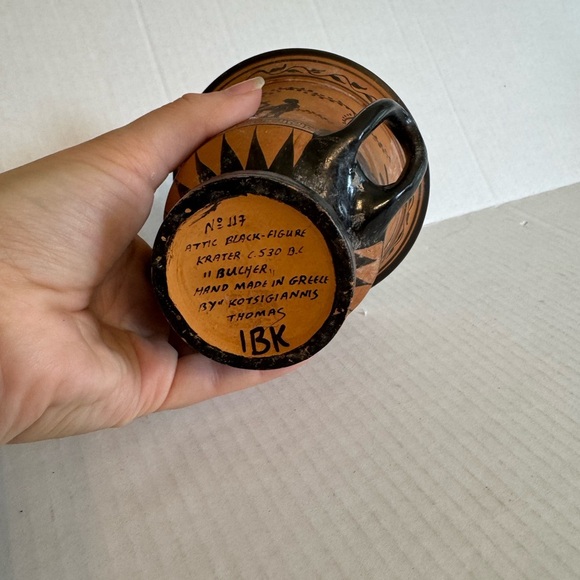 Nº 117
ATTIC BLACK-FIGURE
KRATER C.530 B.C
"BUCHER"
HAND MADE IN GREECE
BY" KOTSIGIANNIS
THOMAS
IBK